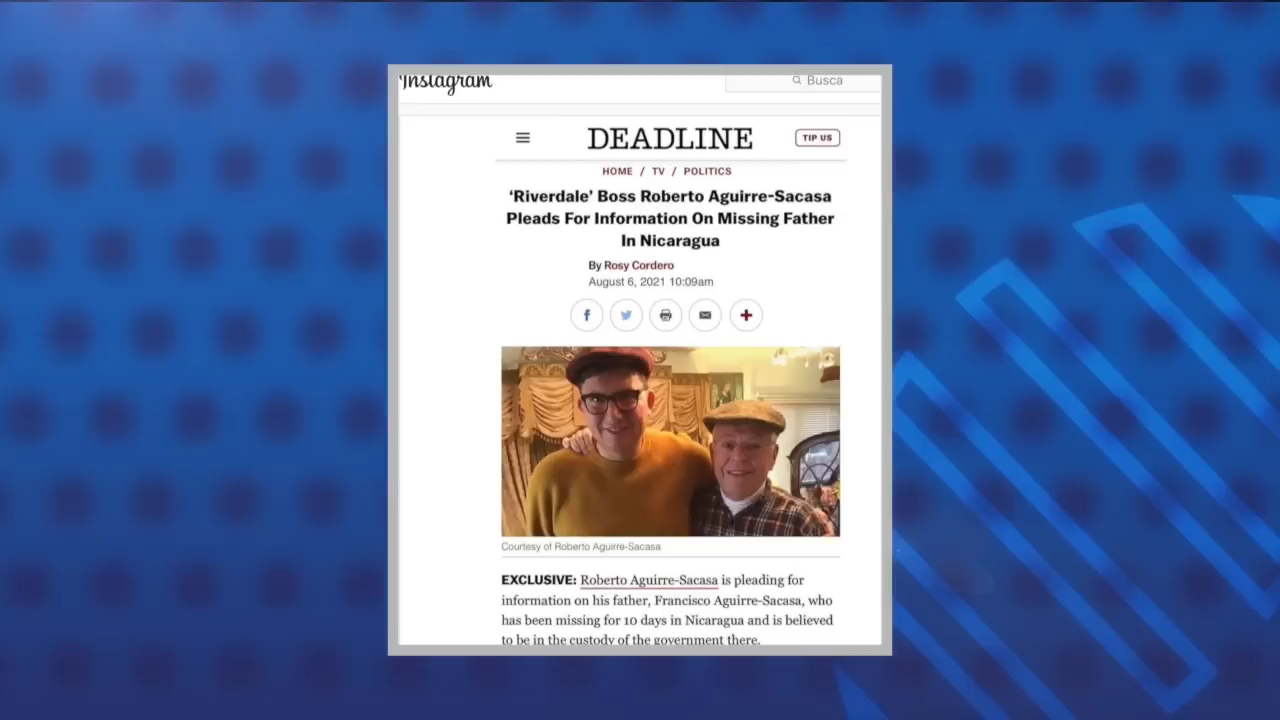 Instagram
Busca
DEADLINE
TIP US
HOME / TV / POLITICS
‘Riverdale’ Boss Roberto Aguirre-Sacasa
Pleads For Information On Missing Father
In Nicaragua
By Rosy Cordero
August 6, 2021 10:09am
Courtesy of Roberto Aguirre-Sacasa
EXCLUSIVE: Roberto Aguirre-Sacasa is pleading for
information on his father, Francisco Aguirre-Sacasa, who
has been missing for 10 days in Nicaragua and is believed
to be in the custody of the government there.